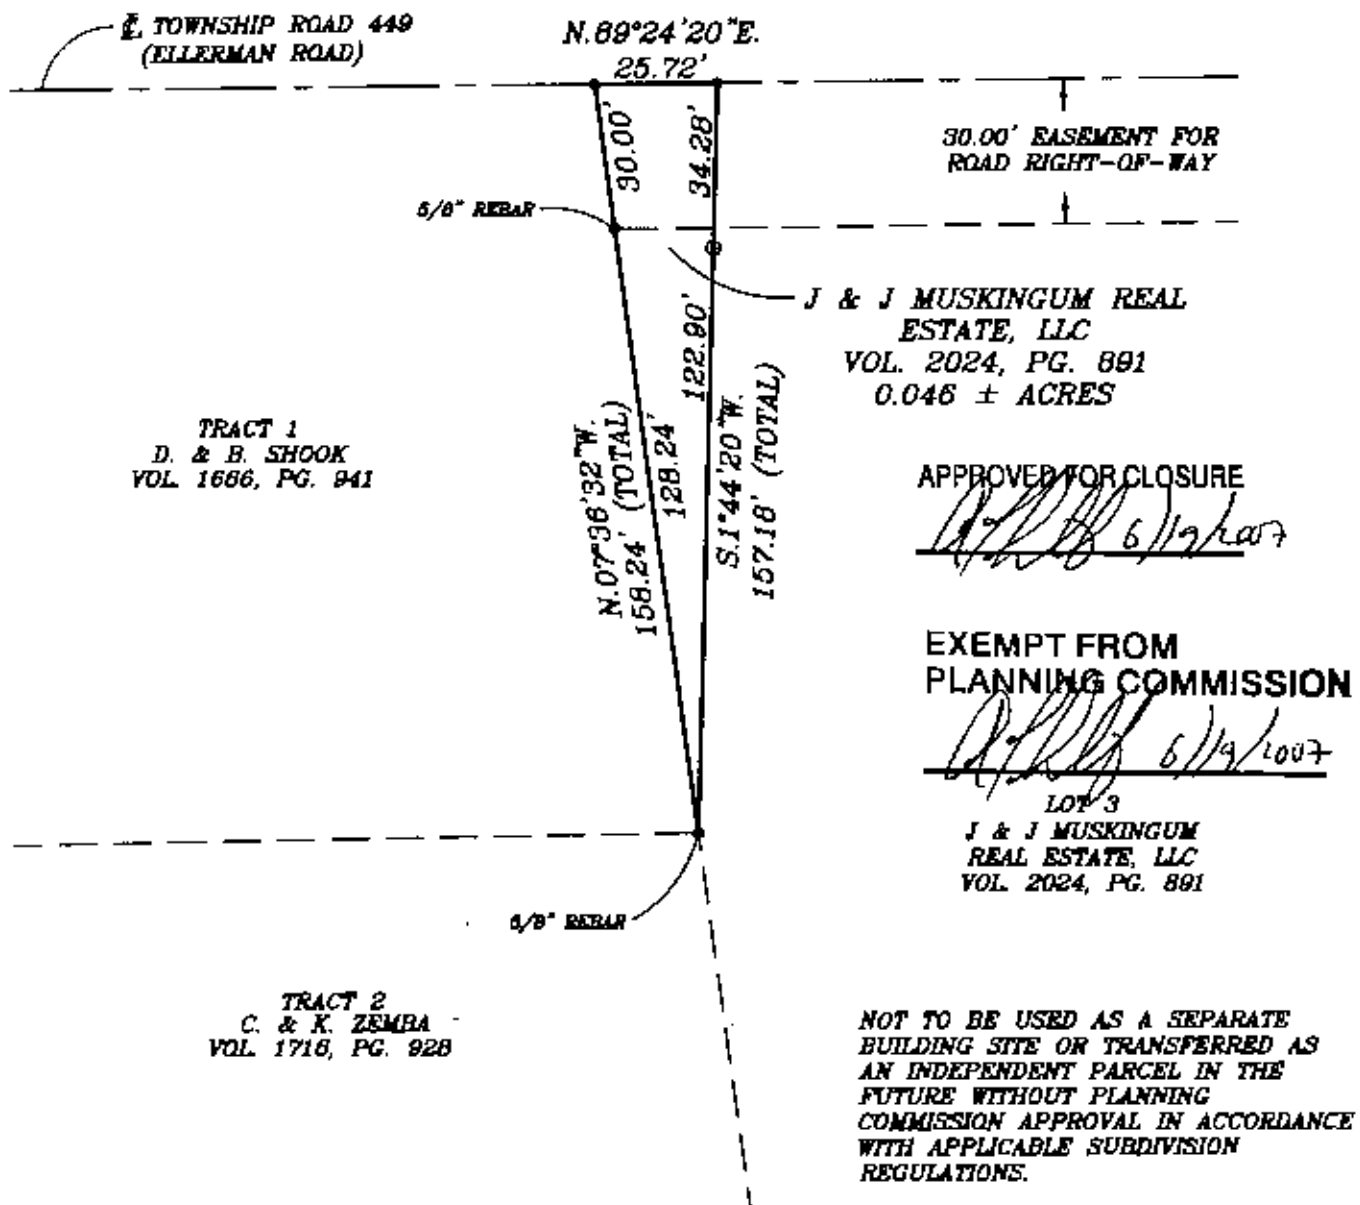 ℄ TOWNSHIP ROAD 449
(ELLERMAN ROAD)
N.89°24'20"E.
25.72'
30.00'
34.28'
30.00' EASEMENT FOR
ROAD RIGHT-OF-WAY
5/8" REBAR
J & J MUSKINGUM REAL
ESTATE, LLC
VOL. 2024, PG. 891
0.046 ± ACRES
122.90'
S.1°44'20"W.
157.18' (TOTAL)
N.07°36'32"W.
158.24' (TOTAL)
128.24'
TRACT 1
D. & B. SHOOK
VOL. 1686, PG. 941
APPROVED FOR CLOSURE
6/19/2007
EXEMPT FROM
PLANNING COMMISSION
6/19/2007
LOT 3
J & J MUSKINGUM
REAL ESTATE, LLC
VOL. 2024, PG. 891
5/8" REBAR
TRACT 2
C. & K. ZEMBA
VOL. 1716, PG. 928
NOT TO BE USED AS A SEPARATE
BUILDING SITE OR TRANSFERRED AS
AN INDEPENDENT PARCEL IN THE
FUTURE WITHOUT PLANNING
COMMISSION APPROVAL IN ACCORDANCE
WITH APPLICABLE SUBDIVISION
REGULATIONS.